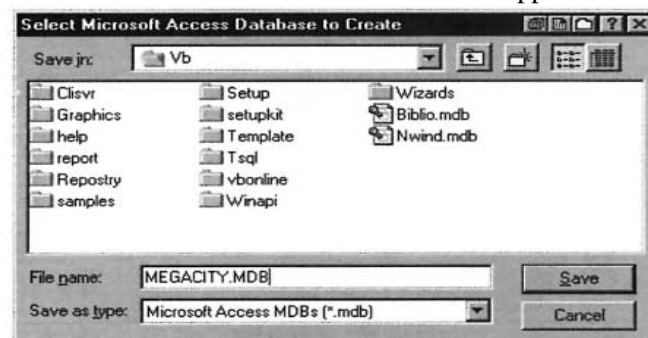 Select Microsoft Access Database to Create
Save in:
Vb
Clisvr
Graphics
help
report
Repostry
samples
Setup
setupkit
Template
Tsql
vbonline
Winapi
Wizards
Biblio.mdb
Nwind.mdb
File name:
MEGACITY.MDB
Save
Save as type:
Microsoft Access MDBs (*.mdb)
Cancel